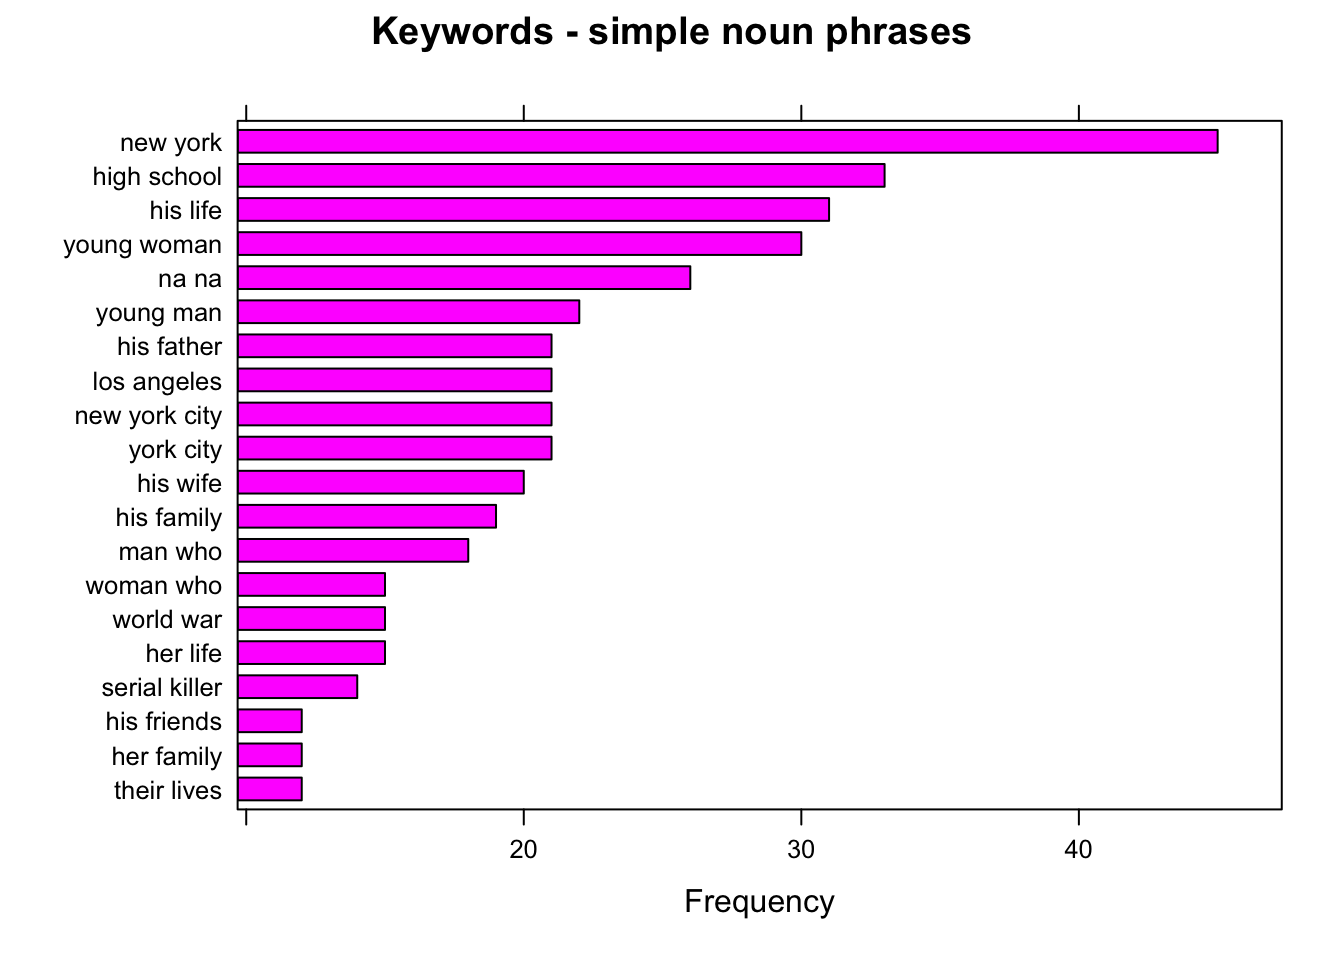 Keywords - simple noun phrases
new york
high school
his life
young woman
na na
young man
his father
los angeles
new york city
york city
his wife
his family
man who
woman who
world war
her life
serial killer
his friends
her family
their lives
20 30 40
Frequency